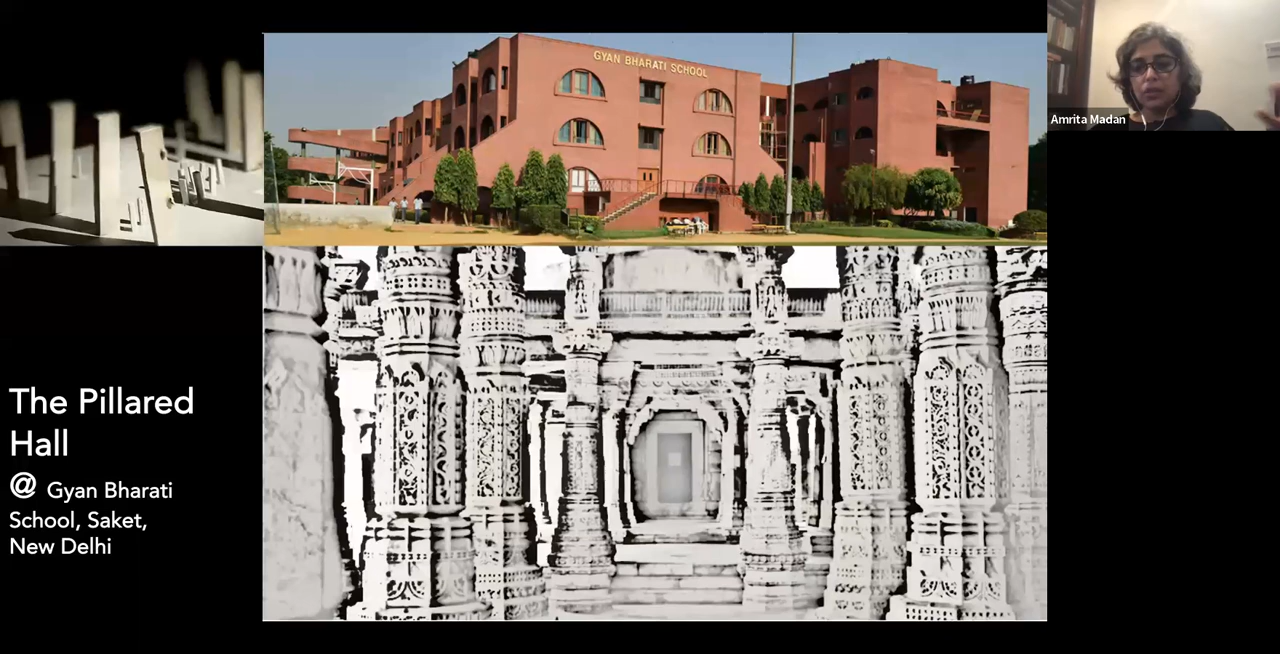 GYAN BHARATI SCHOOL
Amrita Madan
The Pillared
Hall
@ Gyan Bharati
School, Saket,
New Delhi